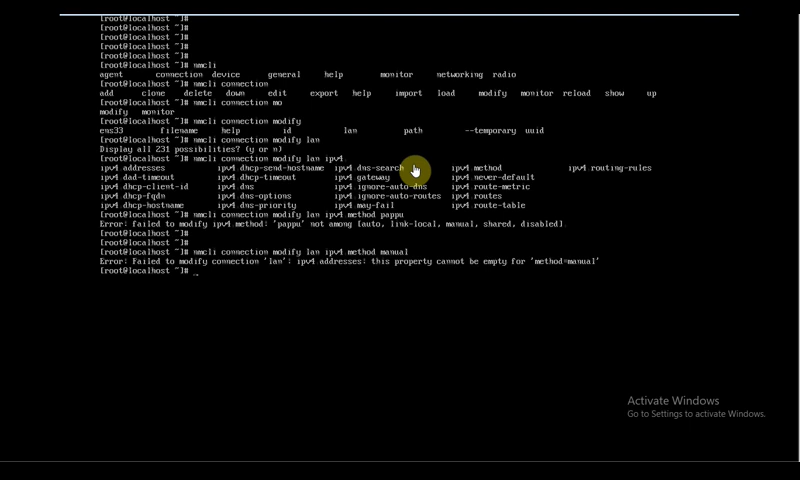 [root@localhost ~]#
[root@localhost ~]#
[root@localhost ~]#
[root@localhost ~]#
[root@localhost ~]#
[root@localhost ~]# nmcli
agent connection device general help monitor networking radio
[root@localhost ~]# nmcli connection
add clone delete down edit export help import load modify monitor reload show up
[root@localhost ~]# nmcli connection mo
modify monitor
[root@localhost ~]# nmcli connection modify
ens33 filename help id lan path --temporary uuid
[root@localhost ~]# nmcli connection modify lan
Display all 231 possibilities? (y or n)
[root@localhost ~]# nmcli connection modify lan ipv4.
ipv4.addresses ipv4.dhcp-send-hostname ipv4.dns-search ipv4.method ipv4.routing-rules
ipv4.dad-timeout ipv4.dhcp-timeout ipv4.gateway ipv4.never-default
ipv4.dhcp-client-id ipv4.dns ipv4.ignore-auto-dns ipv4.route-metric
ipv4.dhcp-fqdn ipv4.dns-options ipv4.ignore-auto-routes ipv4.routes
ipv4.dhcp-hostname ipv4.dns-priority ipv4.may-fail ipv4.route-table
[root@localhost ~]# nmcli connection modify lan ipv4.method pappu
Error: failed to modify ipv4.method: 'pappu' not among [auto, link-local, manual, shared, disabled].
[root@localhost ~]#
[root@localhost ~]#
[root@localhost ~]# nmcli connection modify lan ipv4.method manual
Error: Failed to modify connection 'lan': ipv4.addresses: this property cannot be empty for 'method=manual'
[root@localhost ~]# _
Activate Windows
Go to Settings to activate Windows.